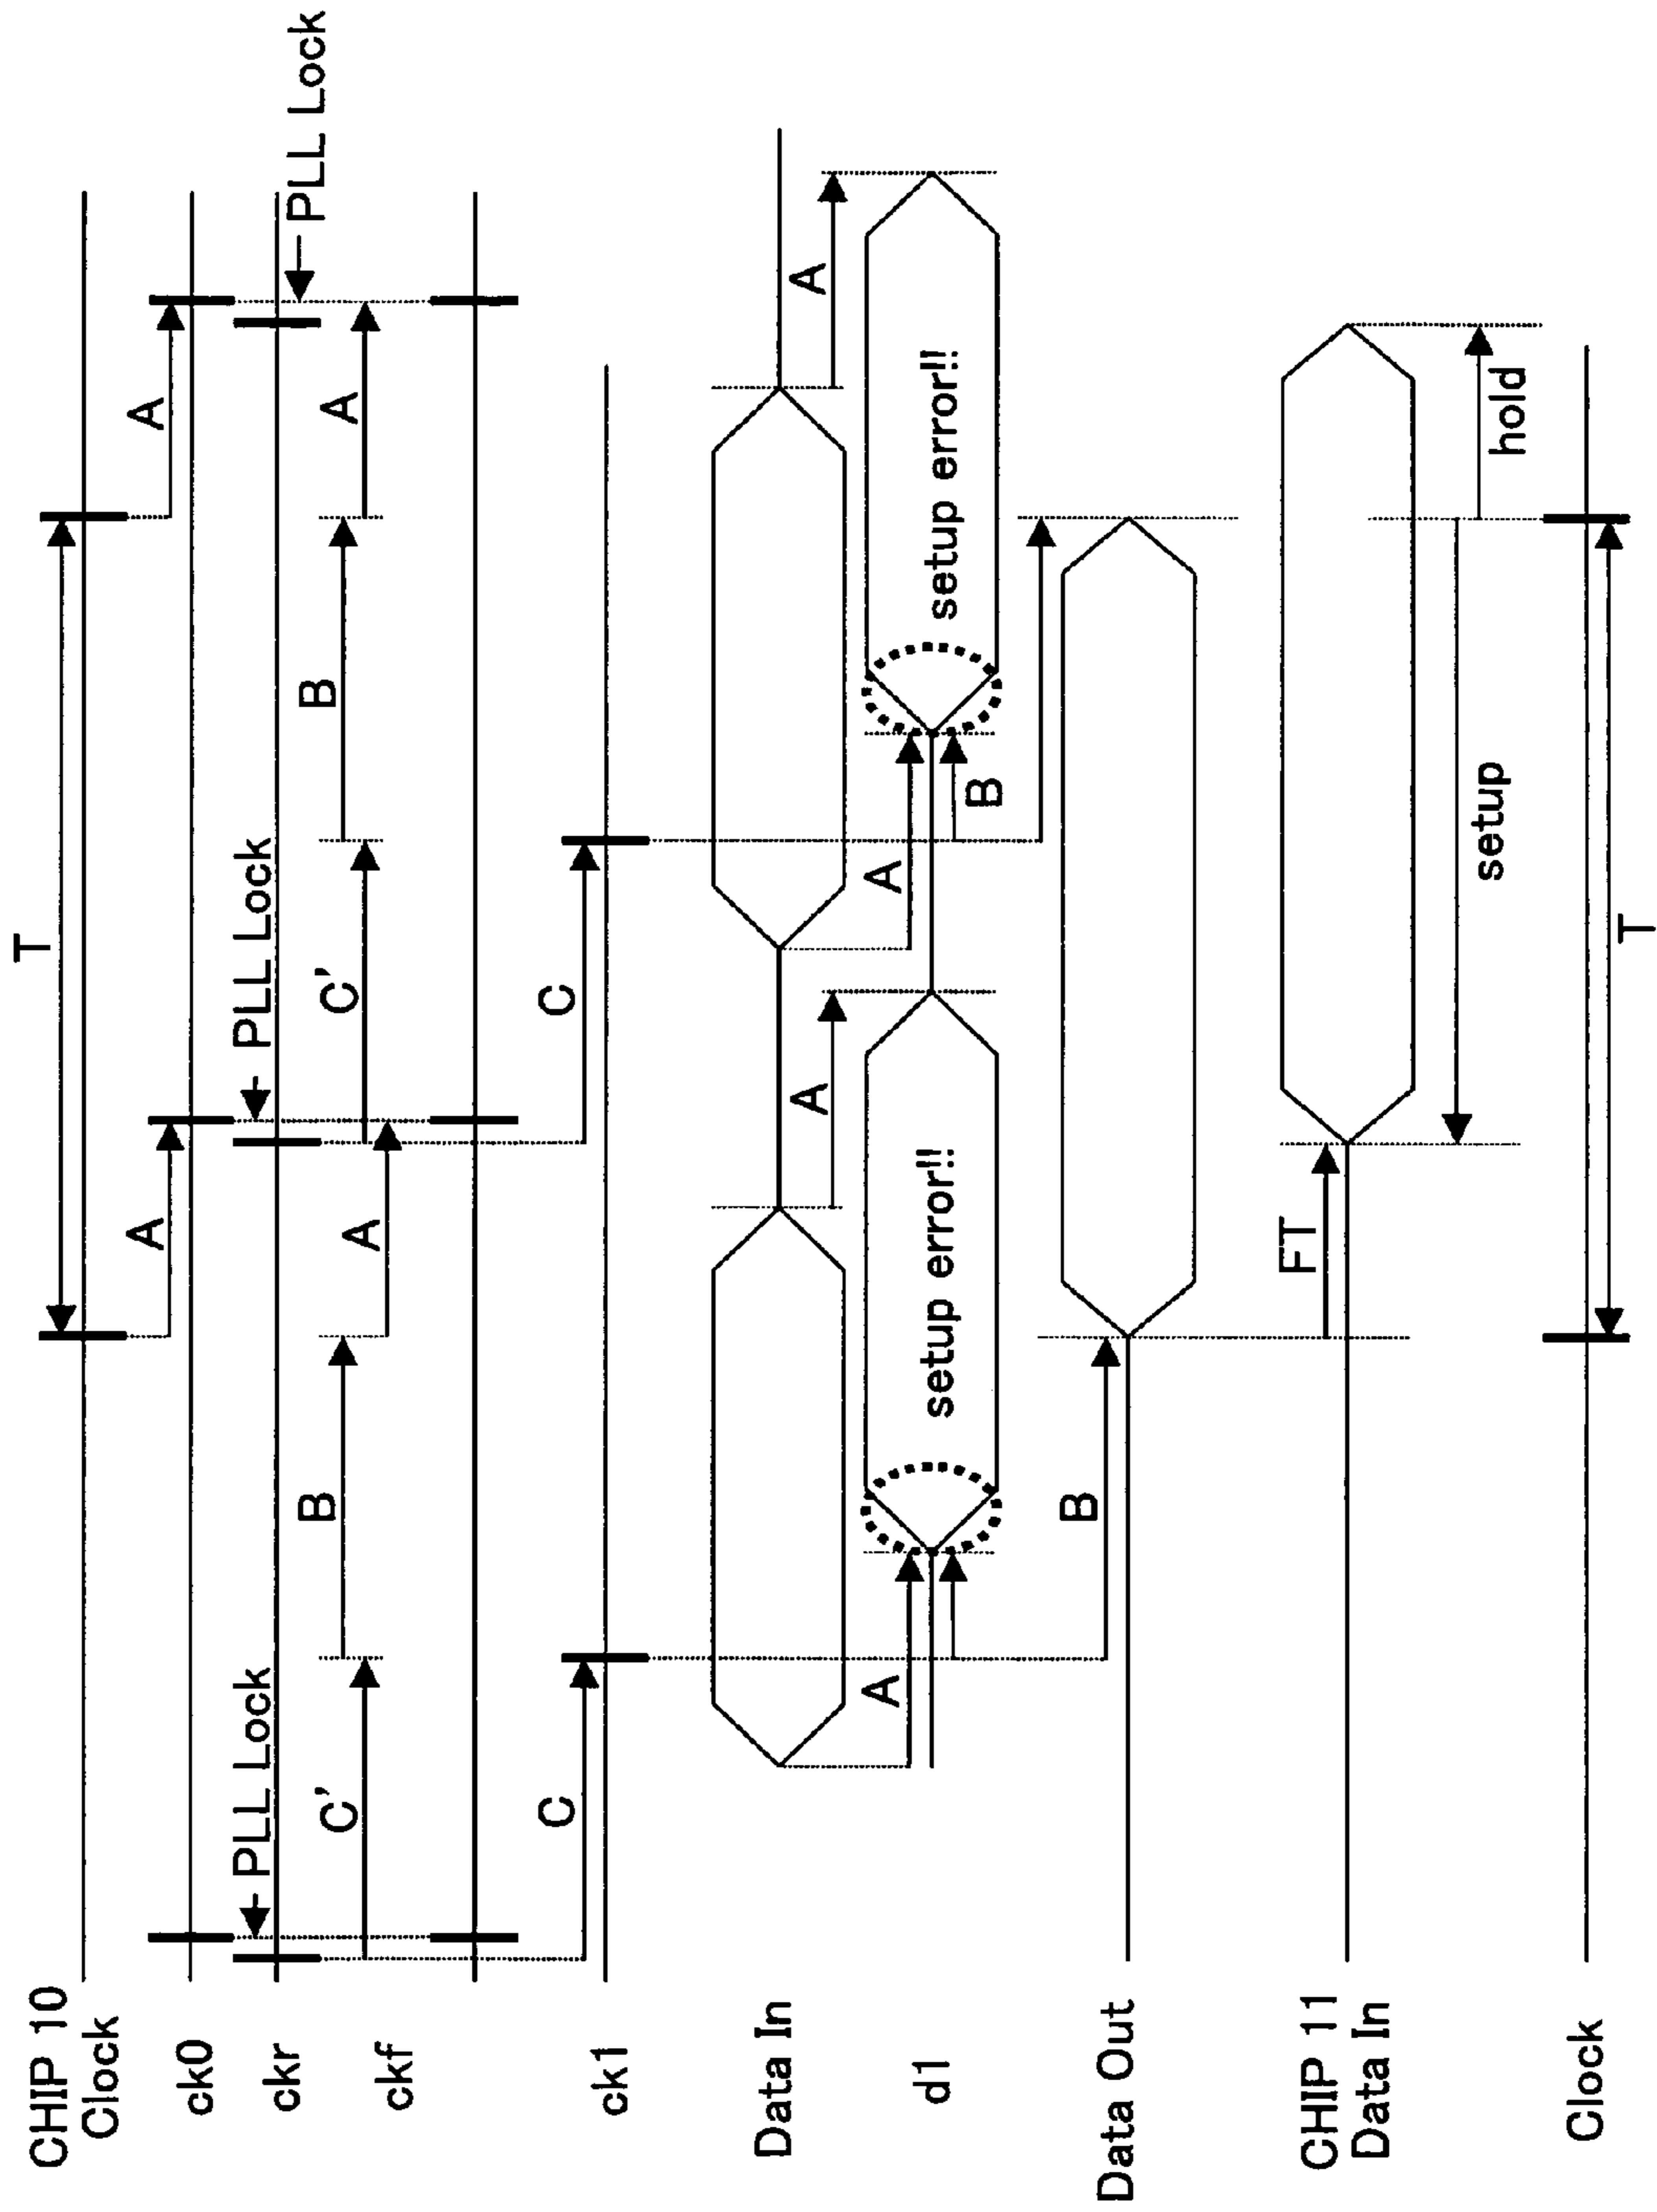 T
CHIP 10
Clock
A
A
ck0
PLL Lock
PLL Lock
PLL Lock
ckr
C'
B
A
C'
B
A
ckf
C
C
ck1
Data In
A
A
A
A
d1
setup error!!
setup error!!
B
B
Data Out
FT
CHIP 11
Data In
setup
hold
Clock
T